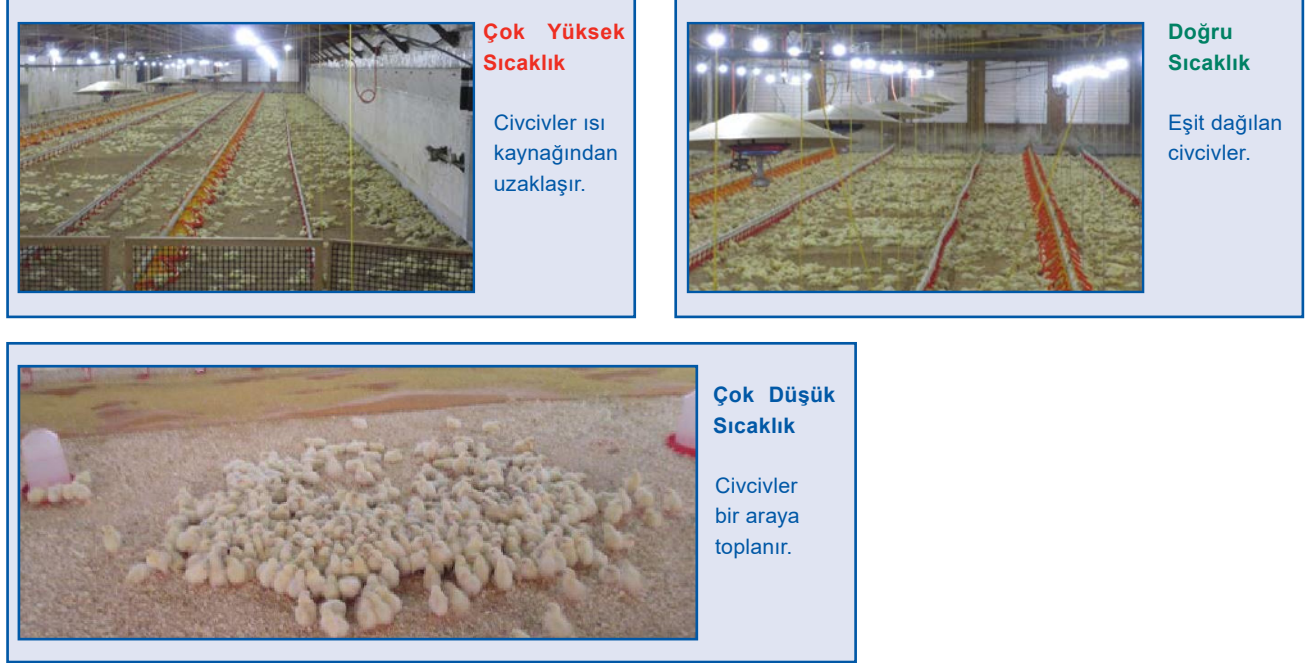 Çok Yüksek
Sıcaklık
Civcivler ısı
kaynağından
uzaklaşır.
Doğru
Sıcaklık
Eşit dağılan
civcivler.
Çok Düşük
Sıcaklık
Civcivler
bir araya
toplanır.